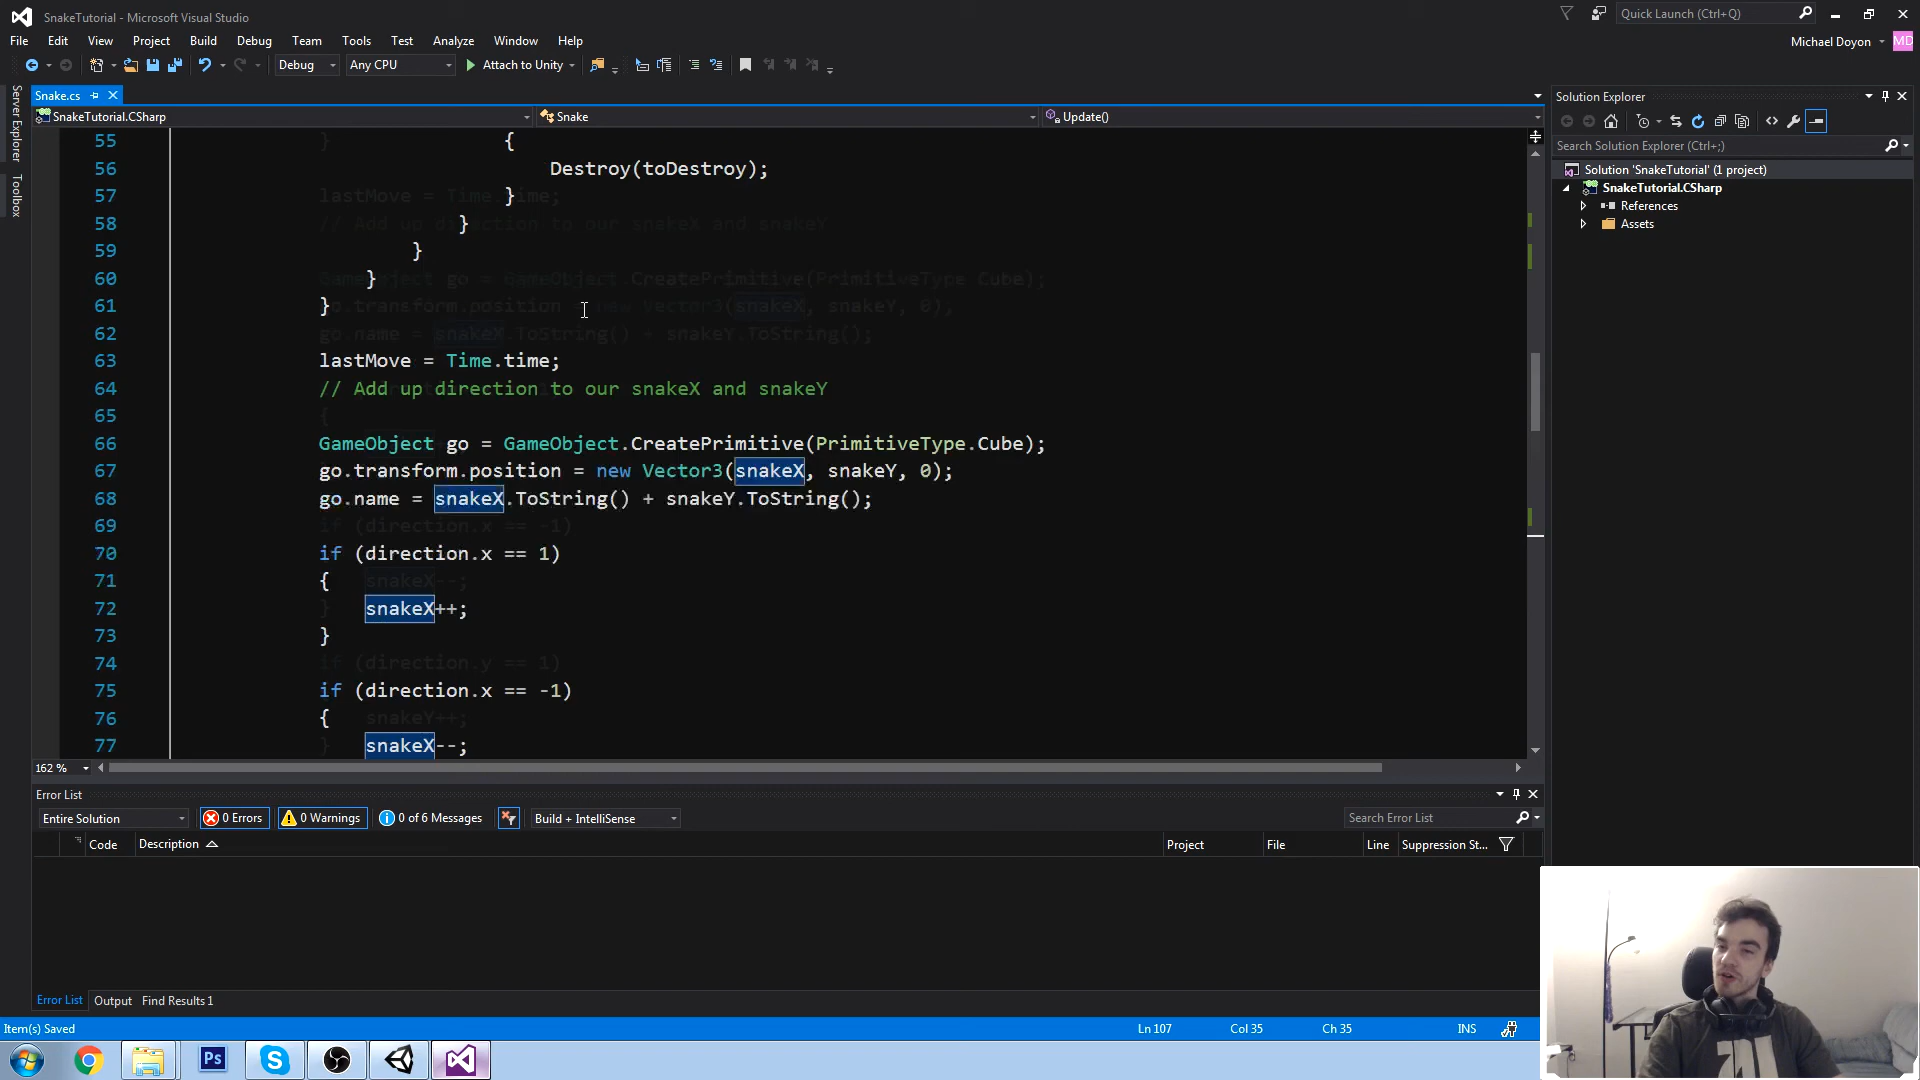 SnakeTutorial - Microsoft Visual Studio
Quick Launch (Ctrl+Q)
File Edit View Project Build Debug Team Tools Test Analyze Window Help
Michael Doyon MD
Debug Any CPU Attach to Unity
Server Explorer
Toolbox
Snake.cs
SnakeTutorial.CSharp Snake Update()
55 {
56 Destroy(toDestroy);
57 }
58 }
59 }
60 }
61 }
62
63 lastMove = Time.time;
64 // Add up direction to our snakeX and snakeY
65
66 GameObject go = GameObject.CreatePrimitive(PrimitiveType.Cube);
67 go.transform.position = new Vector3(snakeX, snakeY, 0);
68 go.name = snakeX.ToString() + snakeY.ToString();
69
70 if (direction.x == 1)
71 {
72 snakeX++;
73 }
74
75 if (direction.x == -1)
76 {
77 snakeX--;
162 %
Solution Explorer
Search Solution Explorer (Ctrl+;)
Solution 'SnakeTutorial' (1 project)
SnakeTutorial.CSharp
References
Assets
Error List
Entire Solution 0 Errors 0 Warnings 0 of 6 Messages Build + IntelliSense Search Error List
Code Description Project File Line Suppression St...
Error List Output Find Results 1
Item(s) Saved Ln 107 Col 35 Ch 35 INS
Ps